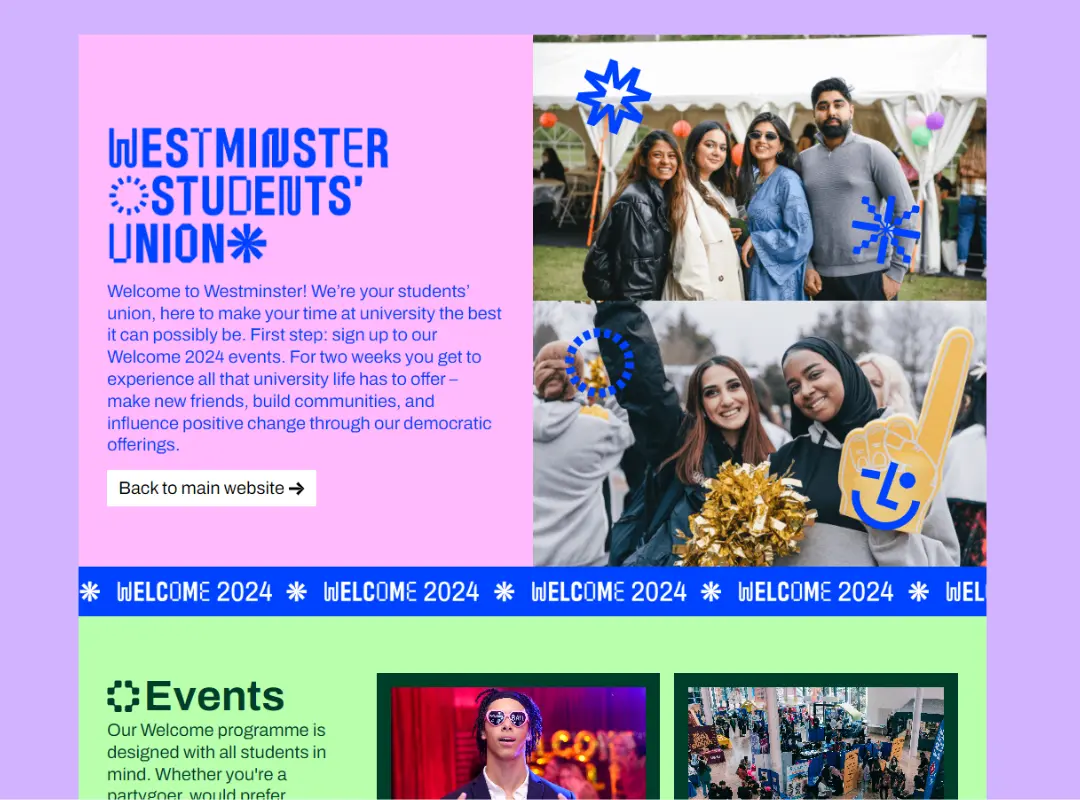 WESTMINSTER
STUDENTS'
UNION
Welcome to Westminster! We’re your students’
union, here to make your time at university the best
it can possibly be. First step: sign up to our
Welcome 2024 events. For two weeks you get to
experience all that university life has to offer –
make new friends, build communities, and
influence positive change through our democratic
offerings.
Back to main website →
WELCOME 2024 WELCOME 2024 WELCOME 2024 WELCOME 2024 WEL
Events
Our Welcome programme is
designed with all students in
mind. Whether you're a
partygoer, would prefer